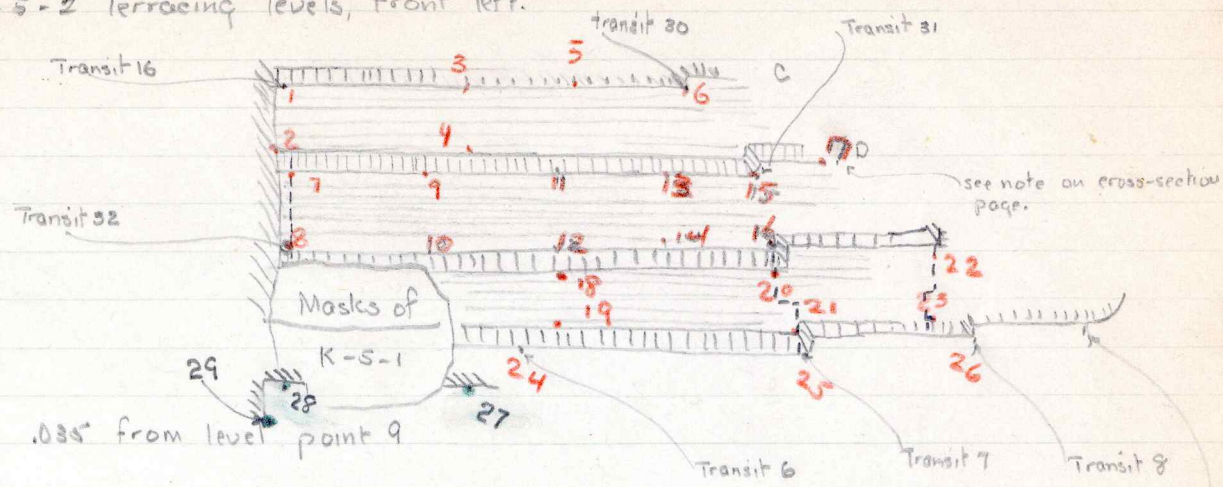 5-2 Terracing levels, front left.
Transit 30
Transit 31
Transit 16
3
5
C
1
6
2
4
7
D
7
9
11
13
15
see note on cross-section
page.
Transit 32
8
10
12
14
16
22
18
20
19
21
23
Masks of
K-5-1
24
25
26
29
28
27
.035 from level point 9
Transit 6
Transit 7
Transit 8